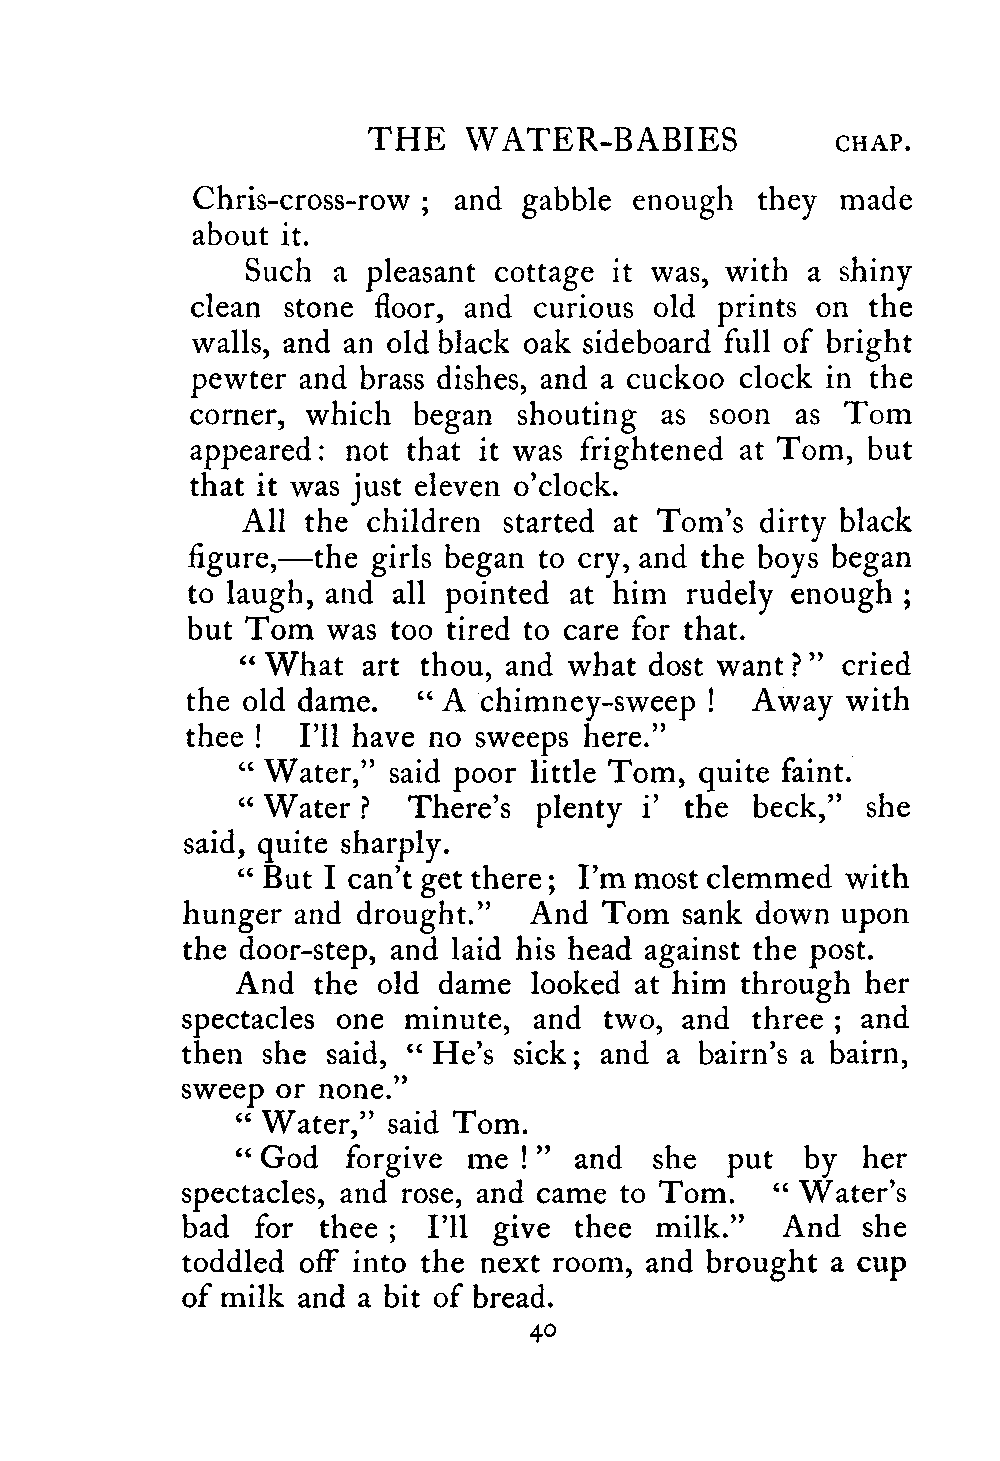 THE WATER-BABIES CHAP.
Chris-cross-row ; and gabble enough they made
about it.
Such a pleasant cottage it was, with a shiny
clean stone floor, and curious old prints on the
walls, and an old black oak sideboard full of bright
pewter and brass dishes, and a cuckoo clock in the
corner, which began shouting as soon as Tom
appeared: not that it was frightened at Tom, but
that it was just eleven o'clock.
All the children started at Tom's dirty black
figure,—the girls began to cry, and the boys began
to laugh, and all pointed at him rudely enough ;
but Tom was too tired to care for that.
“ What art thou, and what dost want ? ” cried
the old dame. “ A chimney-sweep ! Away with
thee ! I'll have no sweeps here.”
“ Water,” said poor little Tom, quite faint.
“ Water ? There's plenty i' the beck,” she
said, quite sharply.
“ But I can't get there ; I'm most clemmed with
hunger and drought.” And Tom sank down upon
the door-step, and laid his head against the post.
And the old dame looked at him through her
spectacles one minute, and two, and three ; and
then she said, “ He's sick ; and a bairn's a bairn,
sweep or none.”
“ Water,” said Tom.
“ God forgive me ! ” and she put by her
spectacles, and rose, and came to Tom. “ Water's
bad for thee ; I'll give thee milk.” And she
toddled off into the next room, and brought a cup
of milk and a bit of bread.
40